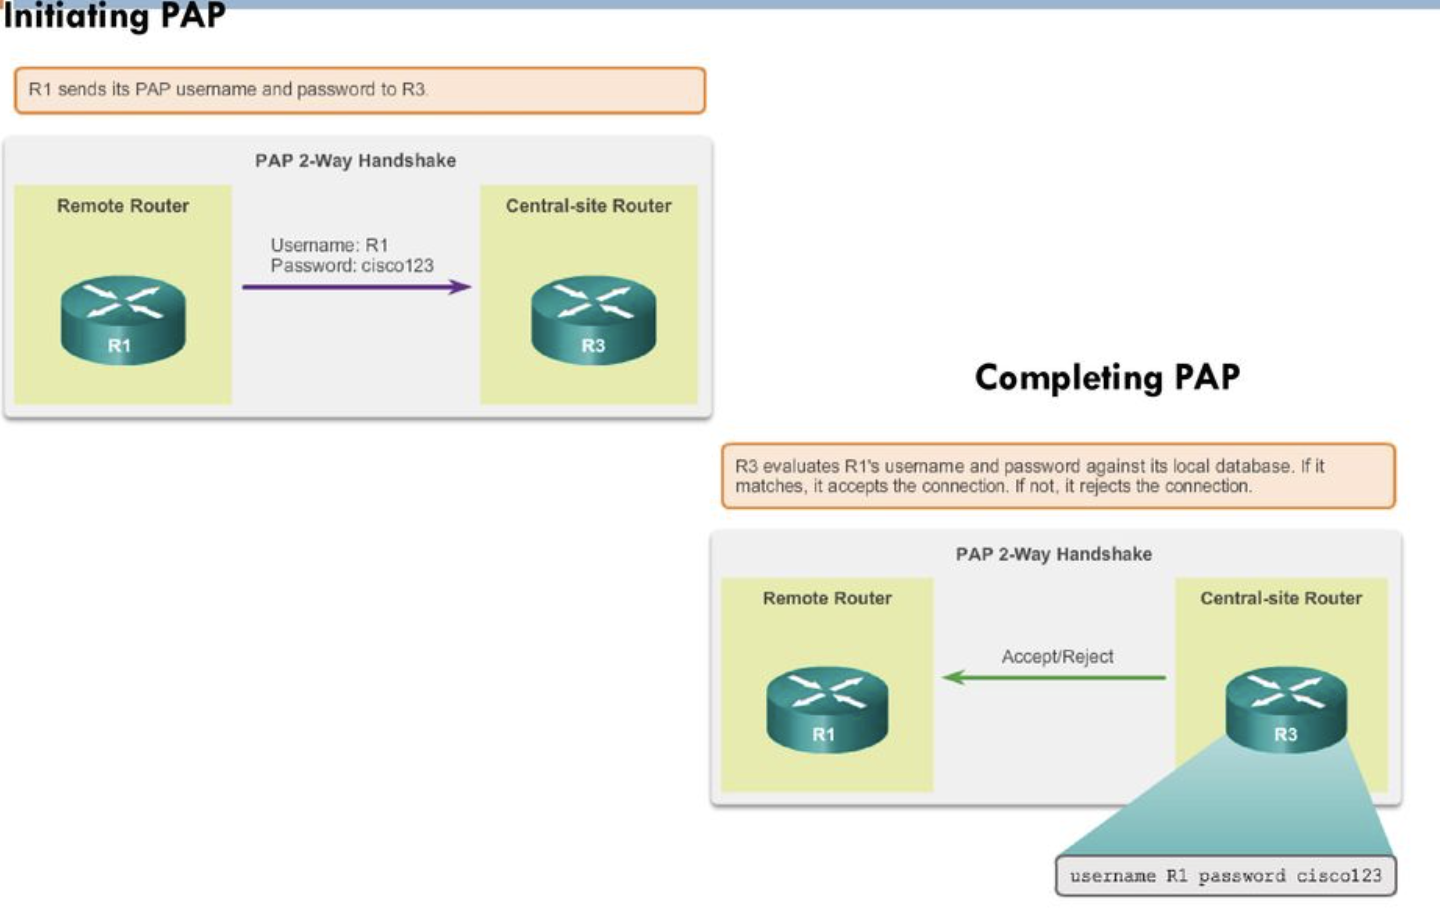 Initiating PAP
R1 sends its PAP username and password to R3.
PAP 2-Way Handshake
Remote Router
Central-site Router
Username: R1
Password: cisco123
R1
R3
Completing PAP
R3 evaluates R1's username and password against its local database. If it
matches, it accepts the connection. If not, it rejects the connection.
PAP 2-Way Handshake
Remote Router
Central-site Router
Accept/Reject
R1
R3
username R1 password cisco123